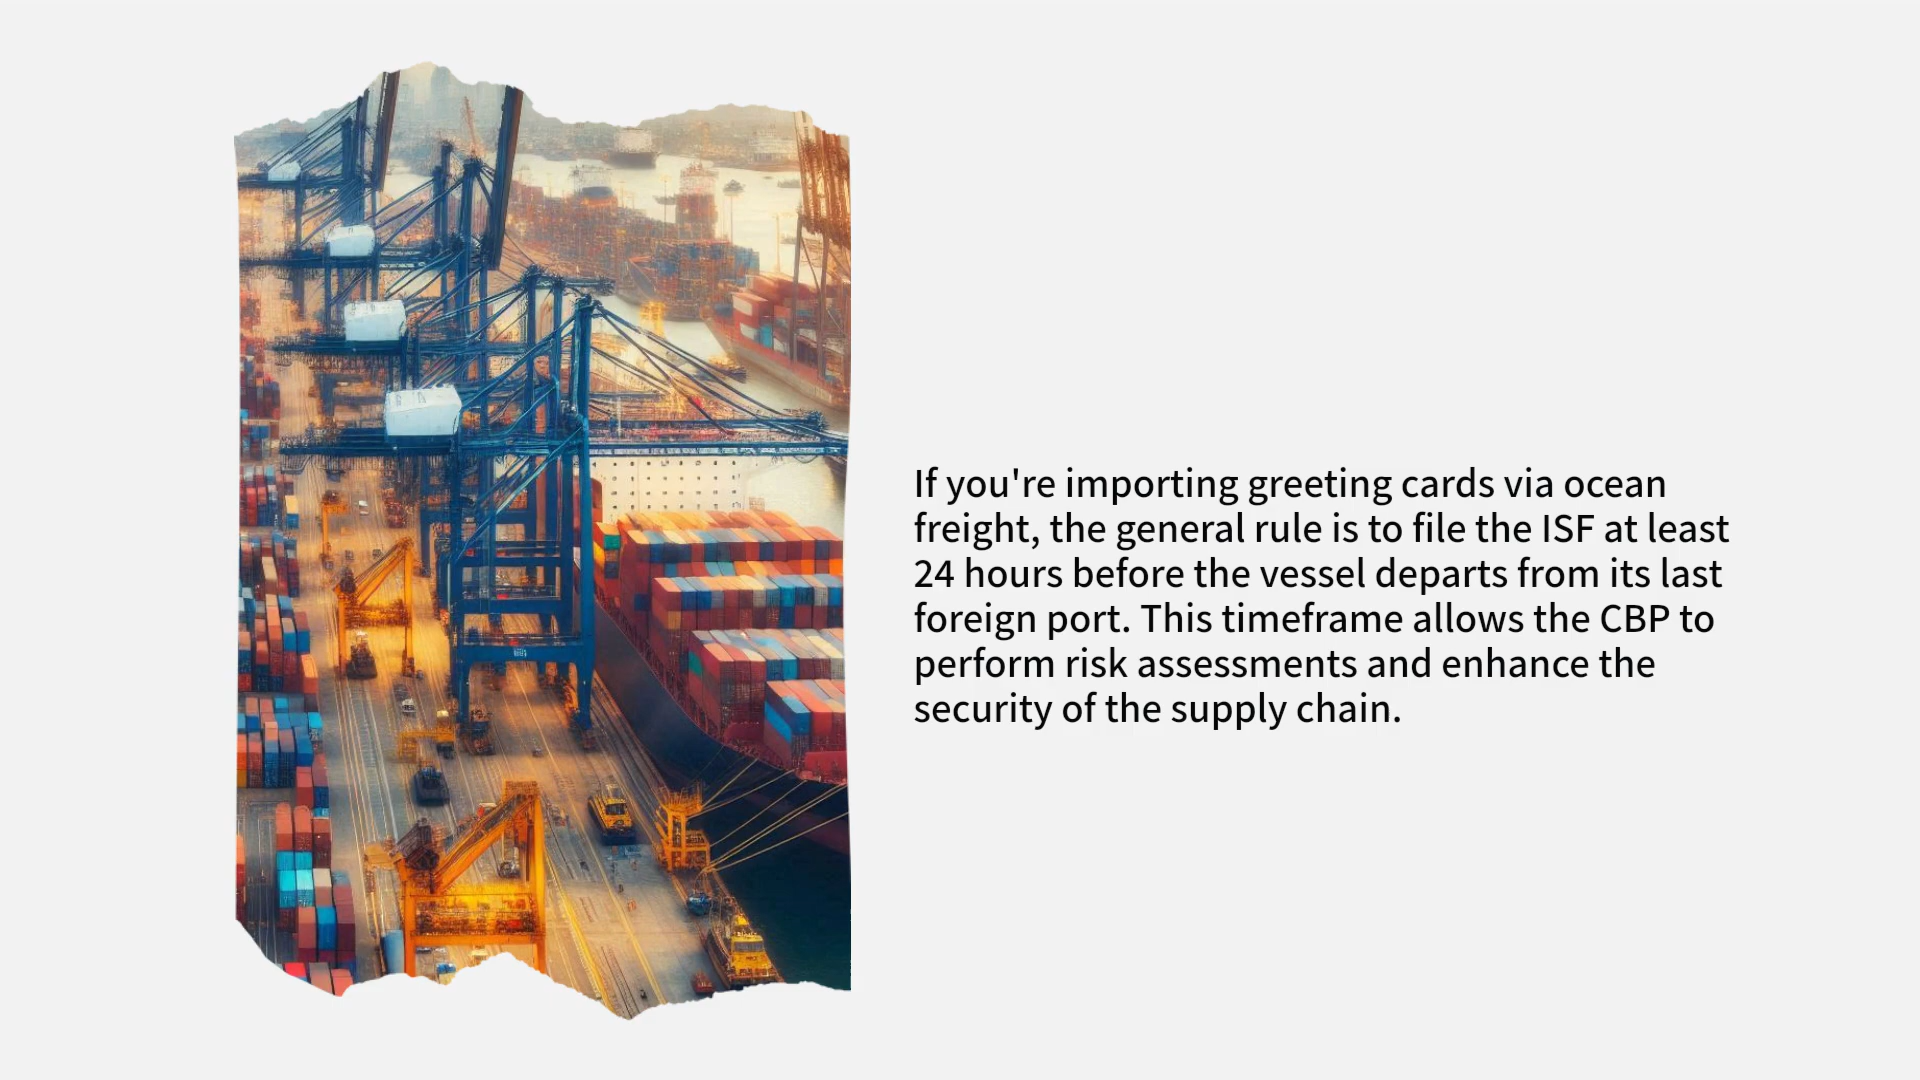 If you're importing greeting cards via ocean
freight, the general rule is to file the ISF at least
24 hours before the vessel departs from its last
foreign port. This timeframe allows the CBP to
perform risk assessments and enhance the
security of the supply chain.